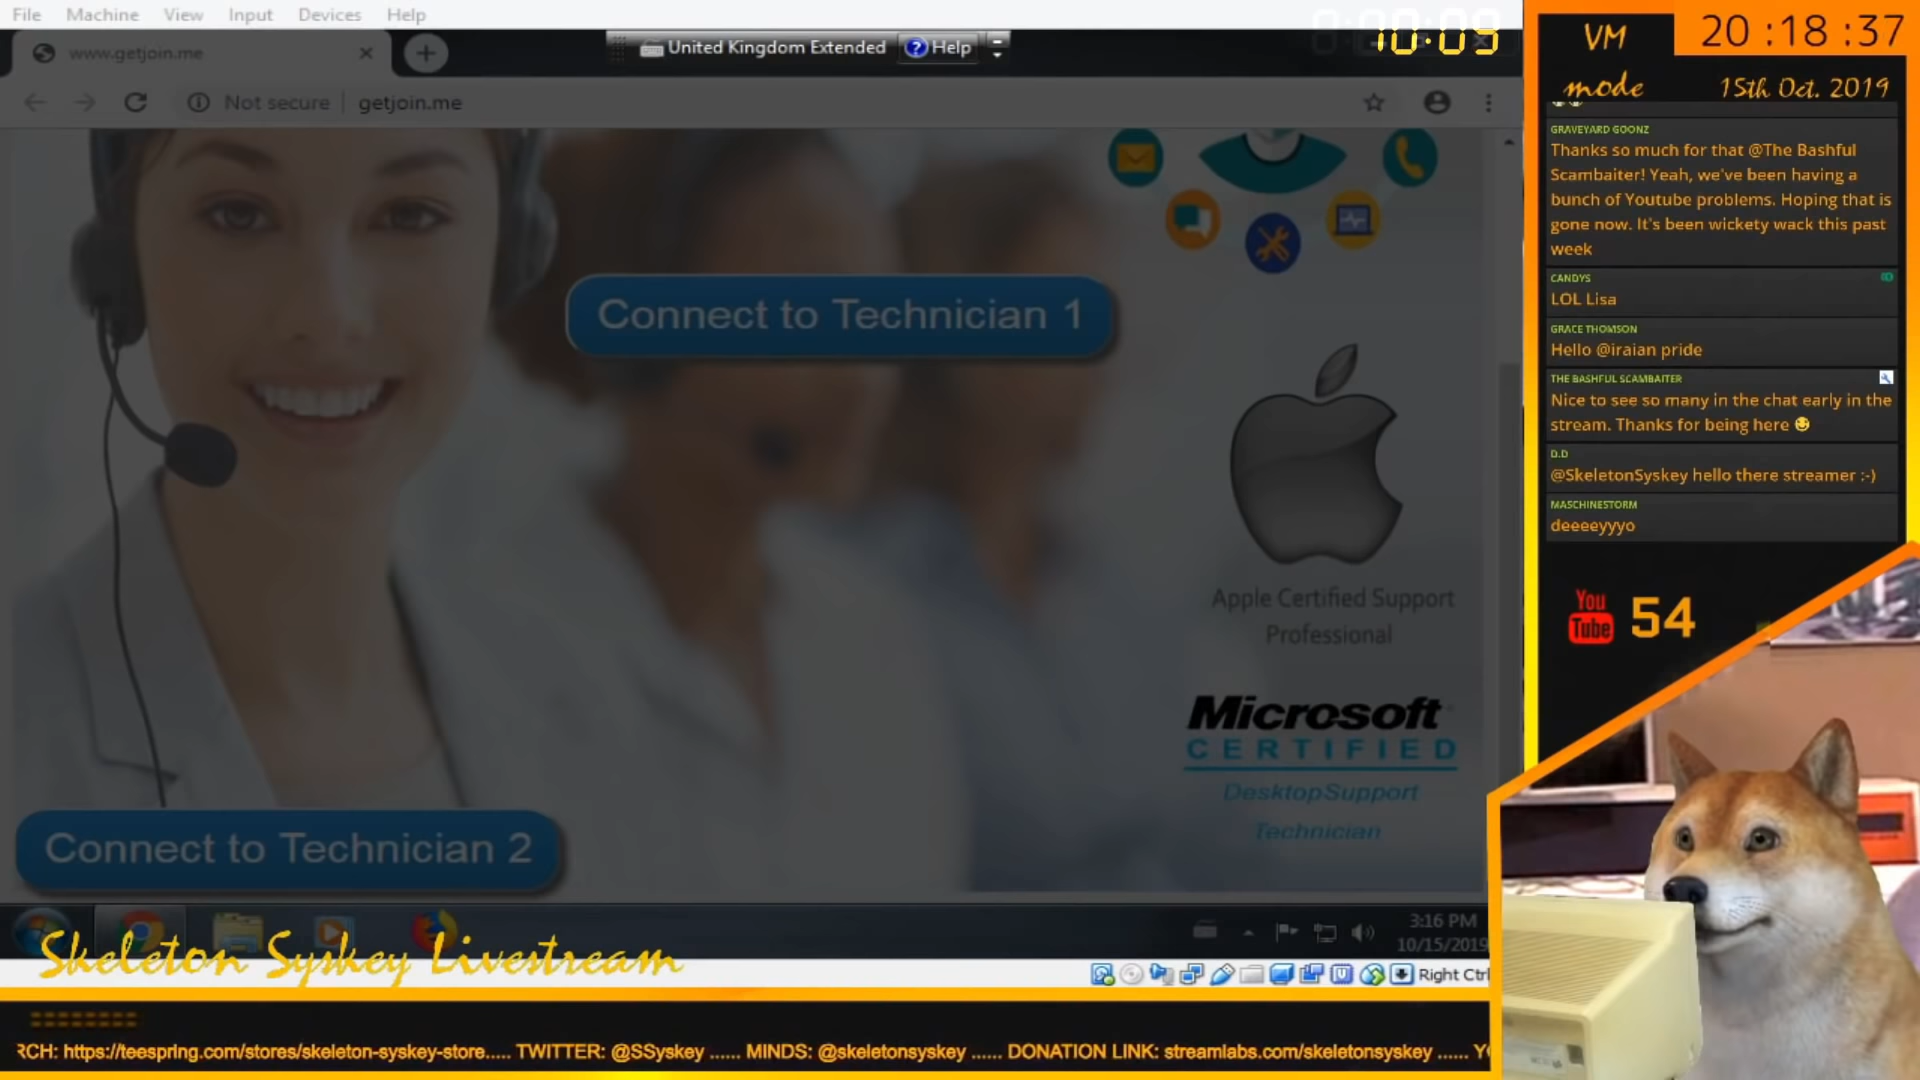 File Machine View Input Devices Help
www.getjoin.me
United Kingdom Extended Help
10:09
Not secure getjoin.me
Connect to Technician 1
Apple Certified Support
Professional
Microsoft
CERTIFIED
DesktopSupport
Technician
Connect to Technician 2
3:16 PM
10/15/2019
Skeleton Syskey Livestream
Right Ctrl
RCH: https://teespring.com/stores/skeleton-syskey-store..... TWITTER: @SSyskey ...... MINDS: @skeletonsyskey ...... DONATION LINK: streamlabs.com/skeletonsyskey ......
VM
mode
20 :18 :37
15th Oct. 2019
GRAVEYARD GOONZ
Thanks so much for that @The Bashful
Scambaiter! Yeah, we've been having a
bunch of Youtube problems. Hoping that is
gone now. It's been wickety wack this past
week
CANDYS
LOL Lisa
GRACE THOMSON
Hello @iraian pride
THE BASHFUL SCAMBAITER
Nice to see so many in the chat early in the
stream. Thanks for being here
D.D
@SkeletonSyskey hello there streamer :-)
MASCHINESTORM
deeeeyyyo
You
Tube
54